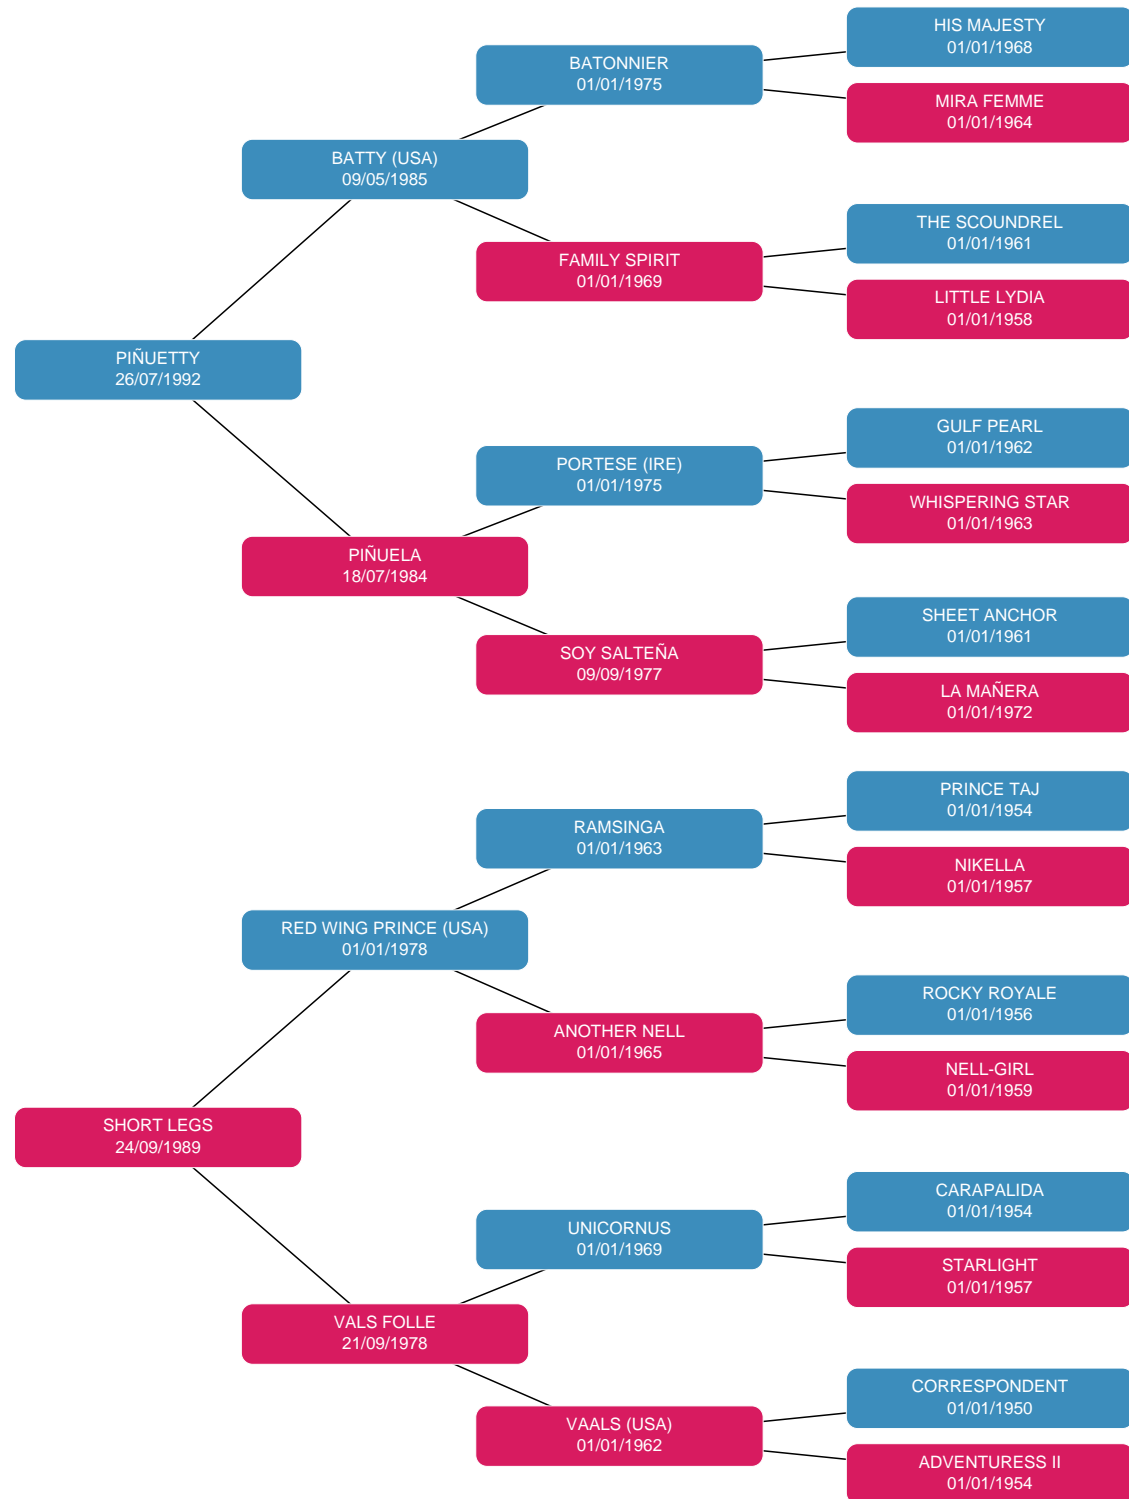 HIS MAJESTY
01/01/1968
BATONNIER
01/01/1975
MIRA FEMME
01/01/1964
BATTY (USA)
09/05/1985
THE SCOUNDREL
01/01/1961
FAMILY SPIRIT
01/01/1969
LITTLE LYDIA
01/01/1958
PIÑUETTY
26/07/1992
GULF PEARL
01/01/1962
PORTESE (IRE)
01/01/1975
WHISPERING STAR
01/01/1963
PIÑUELA
18/07/1984
SHEET ANCHOR
01/01/1961
SOY SALTEÑA
09/09/1977
LA MAÑERA
01/01/1972
PRINCE TAJ
01/01/1954
RAMSINGA
01/01/1963
NIKELLA
01/01/1957
RED WING PRINCE (USA)
01/01/1978
ROCKY ROYALE
01/01/1956
ANOTHER NELL
01/01/1965
NELL-GIRL
01/01/1959
SHORT LEGS
24/09/1989
CARAPALIDA
01/01/1954
UNICORNUS
01/01/1969
STARLIGHT
01/01/1957
VALS FOLLE
21/09/1978
CORRESPONDENT
01/01/1950
VAALS (USA)
01/01/1962
ADVENTURESS II
01/01/1954